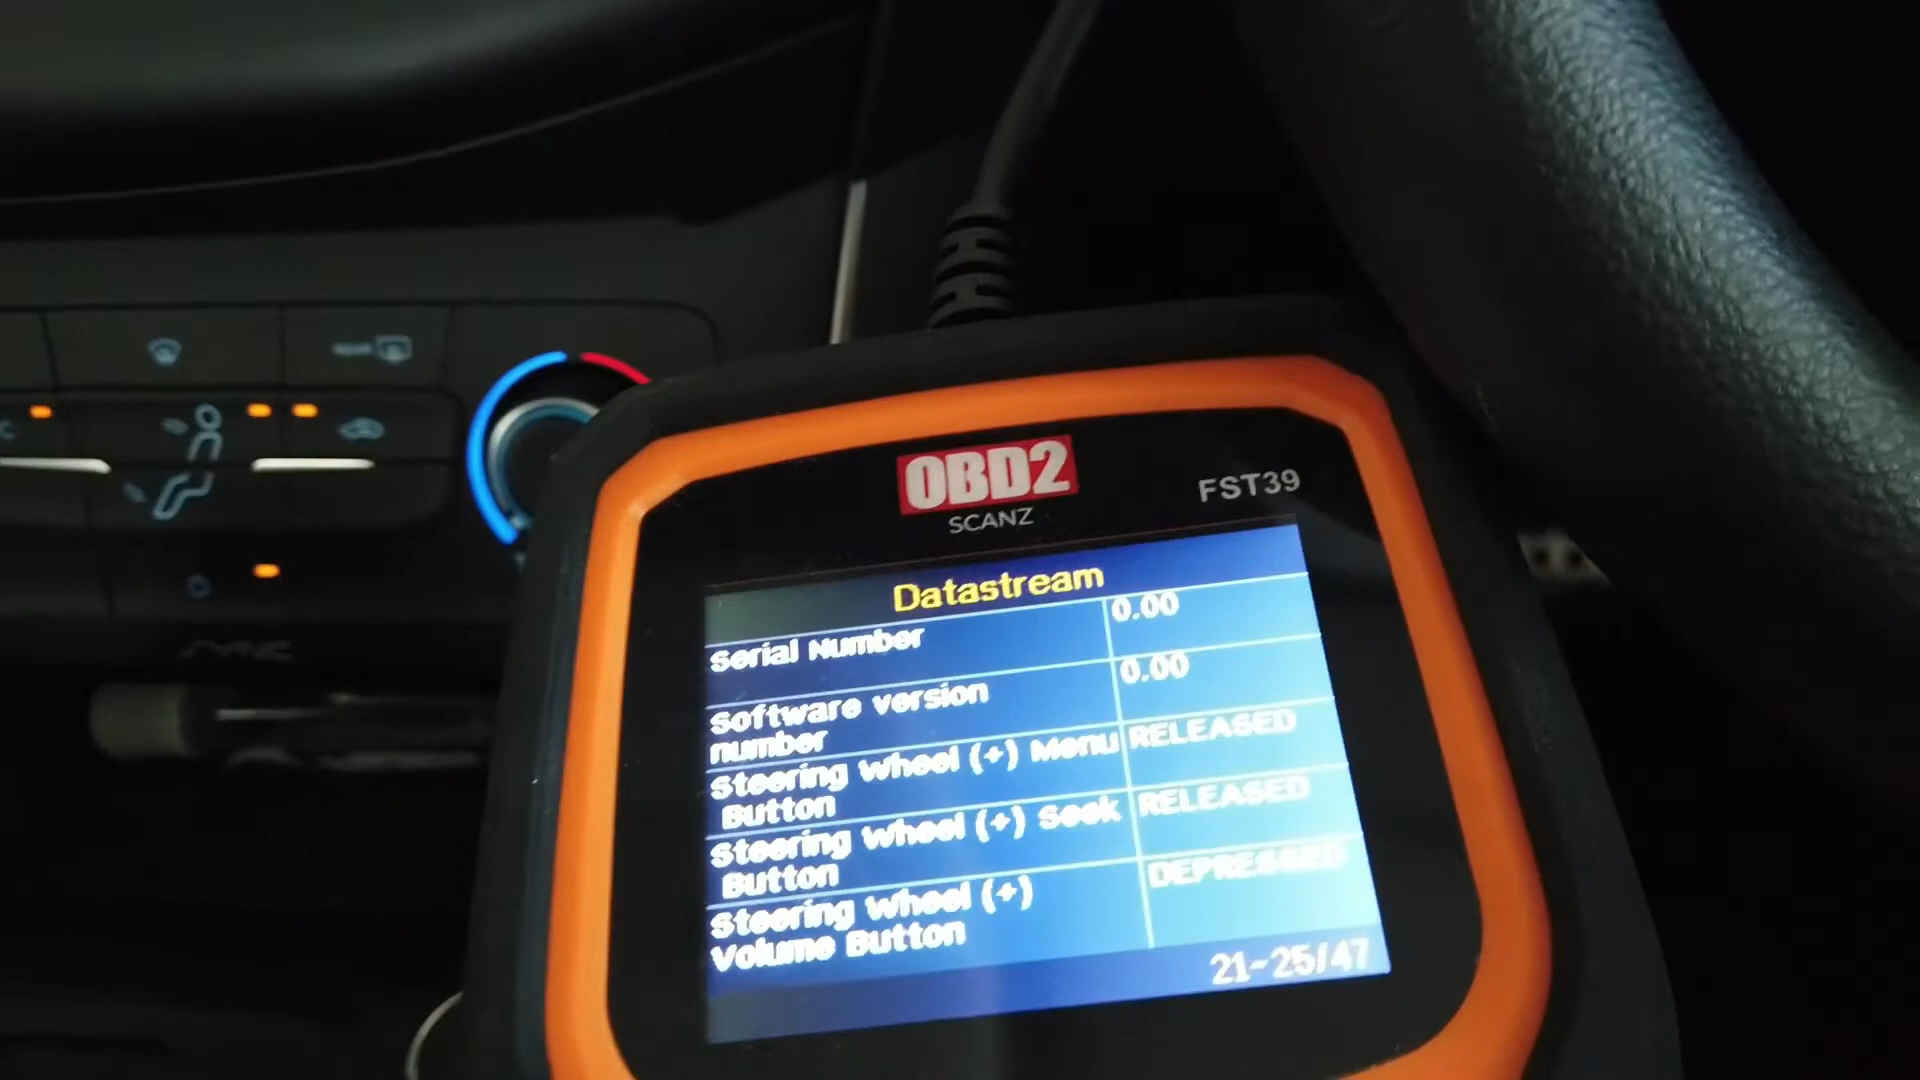 OBD2
SCANZ
FST39
Datastream
Serial Number 0.00
Software version 0.00
number
Steering Wheel (+) Menu RELEASED
Button
Steering Wheel (+) Seek RELEASED
Button
Steering Wheel (+) DEPRESSED
Volume Button
21-25/47